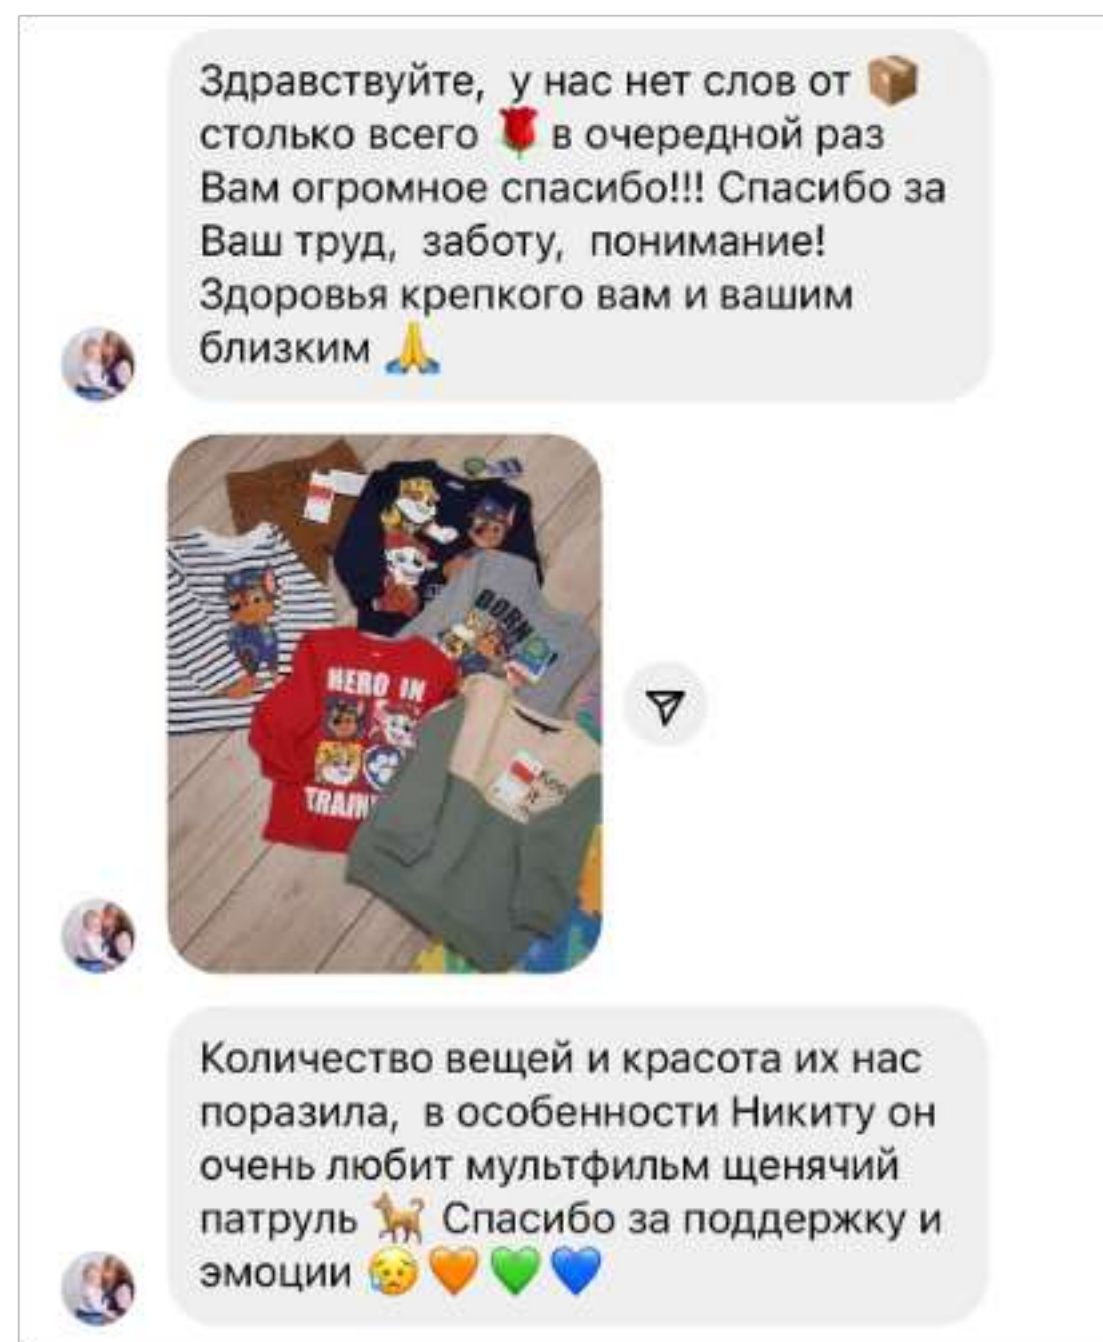 Здравствуйте, у нас нет слов от 📦
столько всего 🌹 в очередной раз
Вам огромное спасибо!!! Спасибо за
Ваш труд, заботу, понимание!
Здоровья крепкого вам и вашим
близким 🙏
BORN
HERO IN
Количество вещей и красота их нас
поразила, в особенности Никиту он
очень любит мультфильм щенячий
патруль 🐕 Спасибо за поддержку и
эмоции 😥🧡💚💙